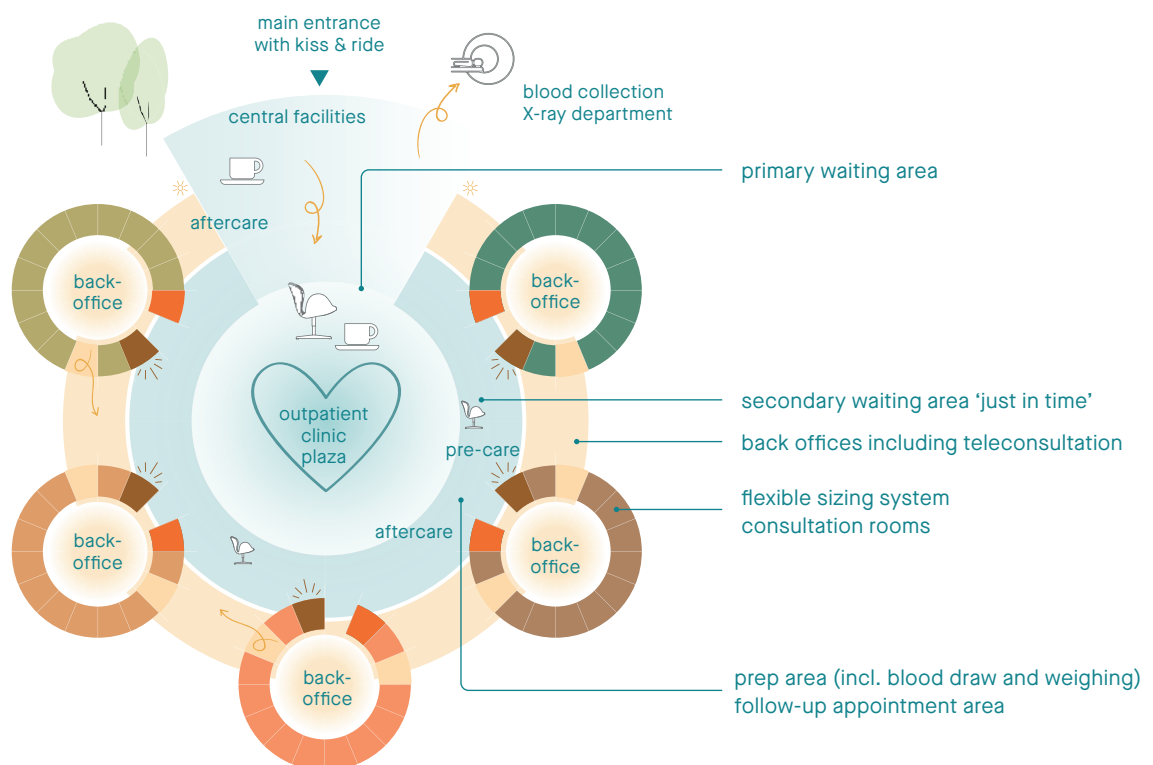 main entrance
with kiss & ride
blood collection
X-ray department
central facilities
primary waiting area
aftercare
back-
office
back-
office
outpatient
clinic
plaza
secondary waiting area ‘just in time’
back offices including teleconsultation
pre-care
flexible sizing system
consultation rooms
aftercare
back-
office
back-
office
back-
office
prep area (incl. blood draw and weighing)
follow-up appointment area